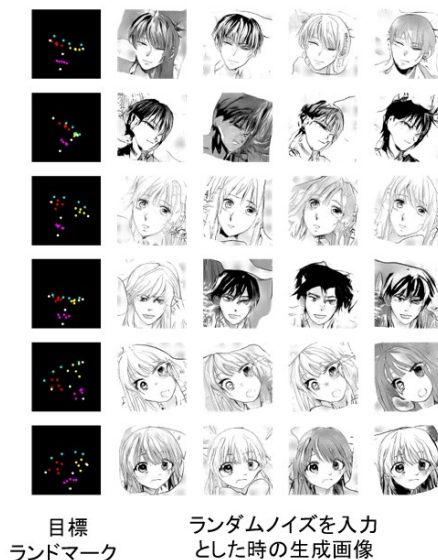 目標
ランドマーク
ランダムノイズを入力
とした時の生成画像